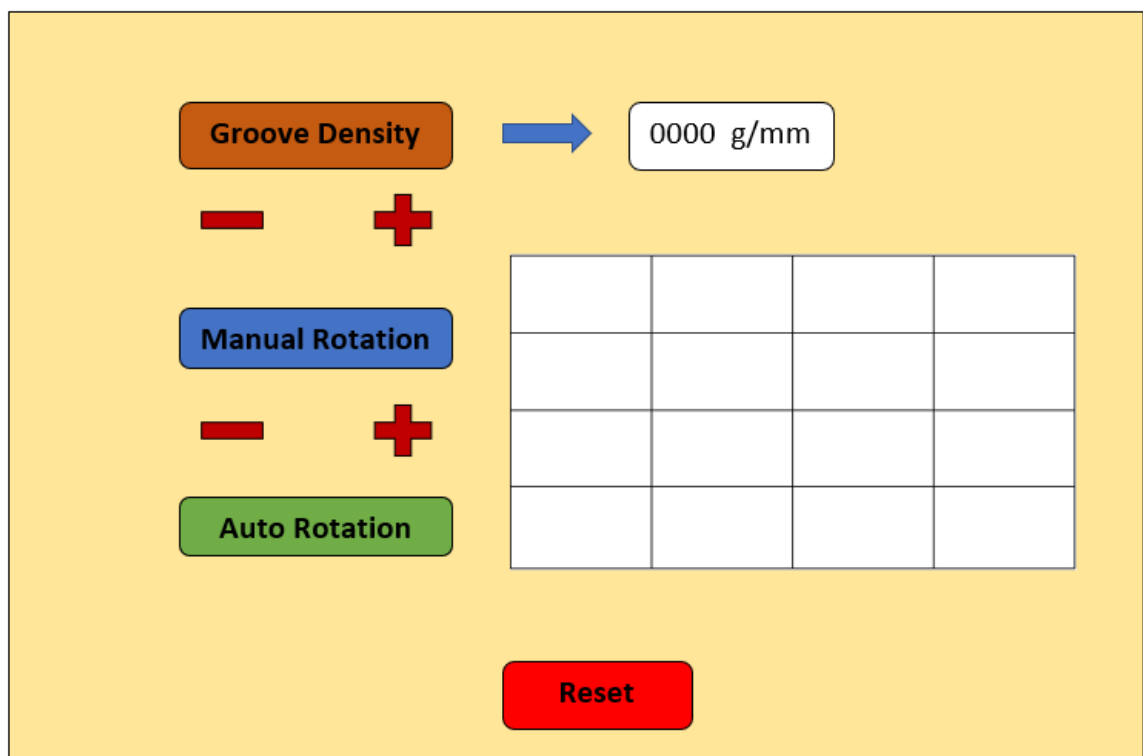 Groove Density
0000 g/mm
Manual Rotation
Auto Rotation
Reset